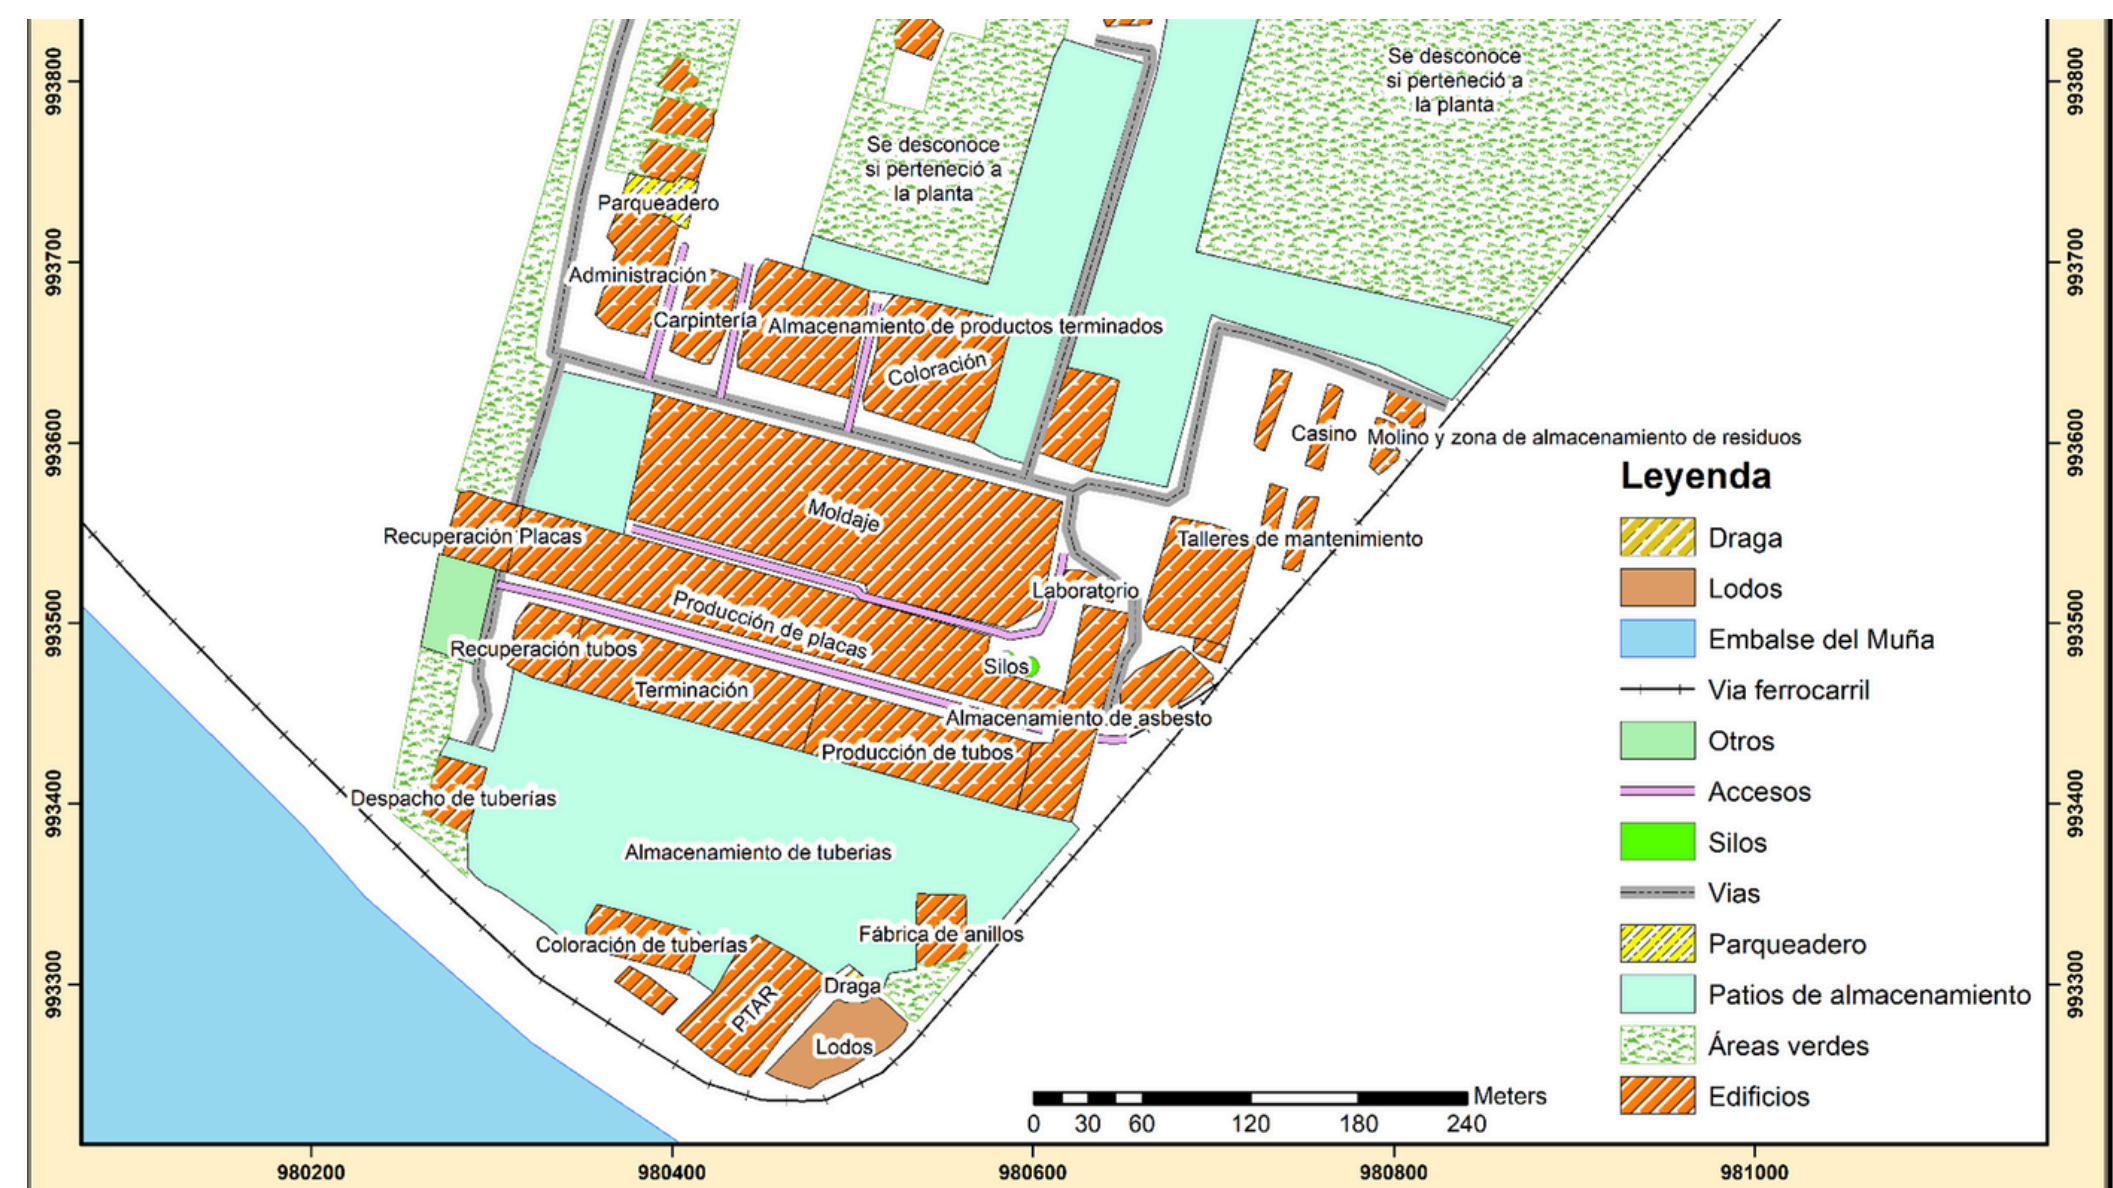 Se desconoce
si perteneció a
la planta
Se desconoce
si perteneció a
la planta
Parqueadero
Administración
Carpintería
Almacenamiento de productos terminados
Coloración
Casino
Molino y zona de almacenamiento de residuos
Moldaje
Recuperación Placas
Talleres de mantenimiento
Laboratorio
Producción de placas
Recuperación tubos
Silos
Terminación
Almacenamiento de asbesto
Producción de tubos
Despacho de tuberías
Almacenamiento de tuberias
Fábrica de anillos
Coloración de tuberías
Draga
PTAR
Lodos
Leyenda
Draga
Lodos
Embalse del Muña
Via ferrocarril
Otros
Accesos
Silos
Vias
Parqueadero
Patios de almacenamiento
Áreas verdes
Edificios
Meters
0 30 60 120 180 240
993800
993700
993600
993500
993400
993300
993800
993700
993600
993500
993400
993300
980200 980400 980600 980800 981000